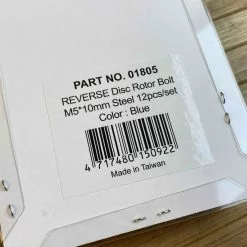 PART NO. 01805
REVERSE Disc Rotor Bolt
M5*10mm Steel 12pcs/set
Color : Blue
4 717480 150922
Made in Taiwan